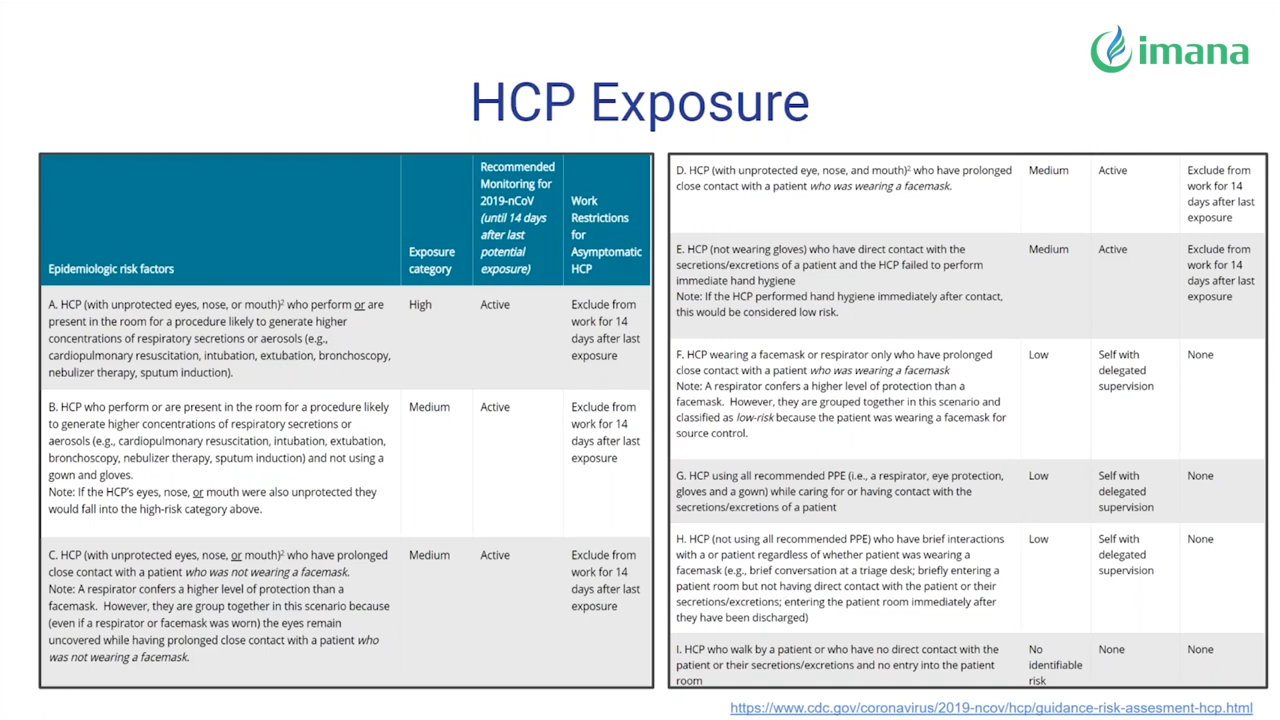 imana
HCP Exposure
Epidemiologic risk factors
Exposure
category
Recommended
Monitoring for
2019-nCoV
(until 14 days
after last
potential
exposure)
Work
Restrictions
for
Asymptomatic
HCP
A. HCP (with unprotected eyes, nose, or mouth)2 who perform or are
present in the room for a procedure likely to generate higher
concentrations of respiratory secretions or aerosols (e.g.,
cardiopulmonary resuscitation, intubation, extubation, bronchoscopy,
nebulizer therapy, sputum induction).
High
Active
Exclude from
work for 14
days after last
exposure
B. HCP who perform or are present in the room for a procedure likely
to generate higher concentrations of respiratory secretions or
aerosols (e.g., cardiopulmonary resuscitation, intubation, extubation,
bronchoscopy, nebulizer therapy, sputum induction) and not using a
gown and gloves.
Note: If the HCP's eyes, nose, or mouth were also unprotected they
would fall into the high-risk category above.
Medium
Active
Exclude from
work for 14
days after last
exposure
C. HCP (with unprotected eyes, nose, or mouth)2 who have prolonged
close contact with a patient who was not wearing a facemask.
Note: A respirator confers a higher level of protection than a
facemask. However, they are group together in this scenario because
(even if a respirator or facemask was worn) the eyes remain
uncovered while having prolonged close contact with a patient who
was not wearing a facemask.
Medium
Active
Exclude from
work for 14
days after last
exposure
D. HCP (with unprotected eye, nose, and mouth)2 who have prolonged
close contact with a patient who was wearing a facemask.
Medium
Active
Exclude from
work for 14
days after last
exposure
E. HCP (not wearing gloves) who have direct contact with the
secretions/excretions of a patient and the HCP failed to perform
immediate hand hygiene
Note: If the HCP performed hand hygiene immediately after contact,
this would be considered low risk.
Medium
Active
Exclude from
work for 14
days after last
exposure
F. HCP wearing a facemask or respirator only who have prolonged
close contact with a patient who was wearing a facemask
Note: A respirator confers a higher level of protection than a
facemask. However, they are grouped together in this scenario and
classified as low-risk because the patient was wearing a facemask for
source control.
Low
Self with
delegated
supervision
None
G. HCP using all recommended PPE (i.e., a respirator, eye protection,
gloves and a gown) while caring for or having contact with the
secretions/excretions of a patient
Low
Self with
delegated
supervision
None
H. HCP (not using all recommended PPE) who have brief interactions
with a or patient regardless of whether patient was wearing a
facemask (e.g., brief conversation at a triage desk; briefly entering a
patient room but not having direct contact with the patient or their
secretions/excretions; entering the patient room immediately after
they have been discharged)
Low
Self with
delegated
supervision
None
I. HCP who walk by a patient or who have no direct contact with the
patient or their secretions/excretions and no entry into the patient
room
No
identifiable
risk
None
None
https://www.cdc.gov/coronavirus/2019-ncov/hcp/guidance-risk-assesment-hcp.html